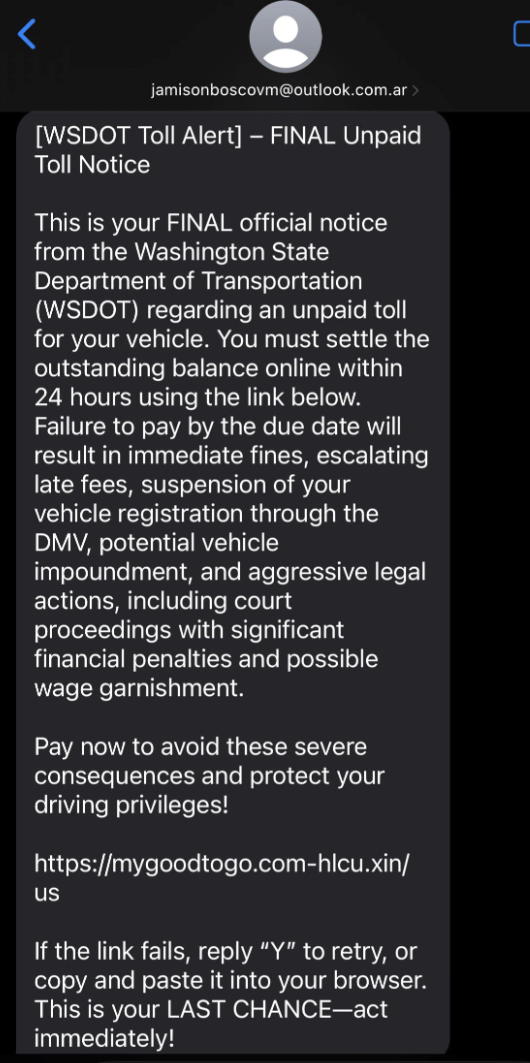 jamisonboscovm@outlook.com.ar >
[WSDOT Toll Alert] – FINAL Unpaid
Toll Notice
This is your FINAL official notice
from the Washington State
Department of Transportation
(WSDOT) regarding an unpaid toll
for your vehicle. You must settle the
outstanding balance online within
24 hours using the link below.
Failure to pay by the due date will
result in immediate fines, escalating
late fees, suspension of your
vehicle registration through the
DMV, potential vehicle
impoundment, and aggressive legal
actions, including court
proceedings with significant
financial penalties and possible
wage garnishment.
Pay now to avoid these severe
consequences and protect your
driving privileges!
https://mygoodtogo.com-hlcu.xin/
us
If the link fails, reply “Y” to retry, or
copy and paste it into your browser.
This is your LAST CHANCE—act
immediately!